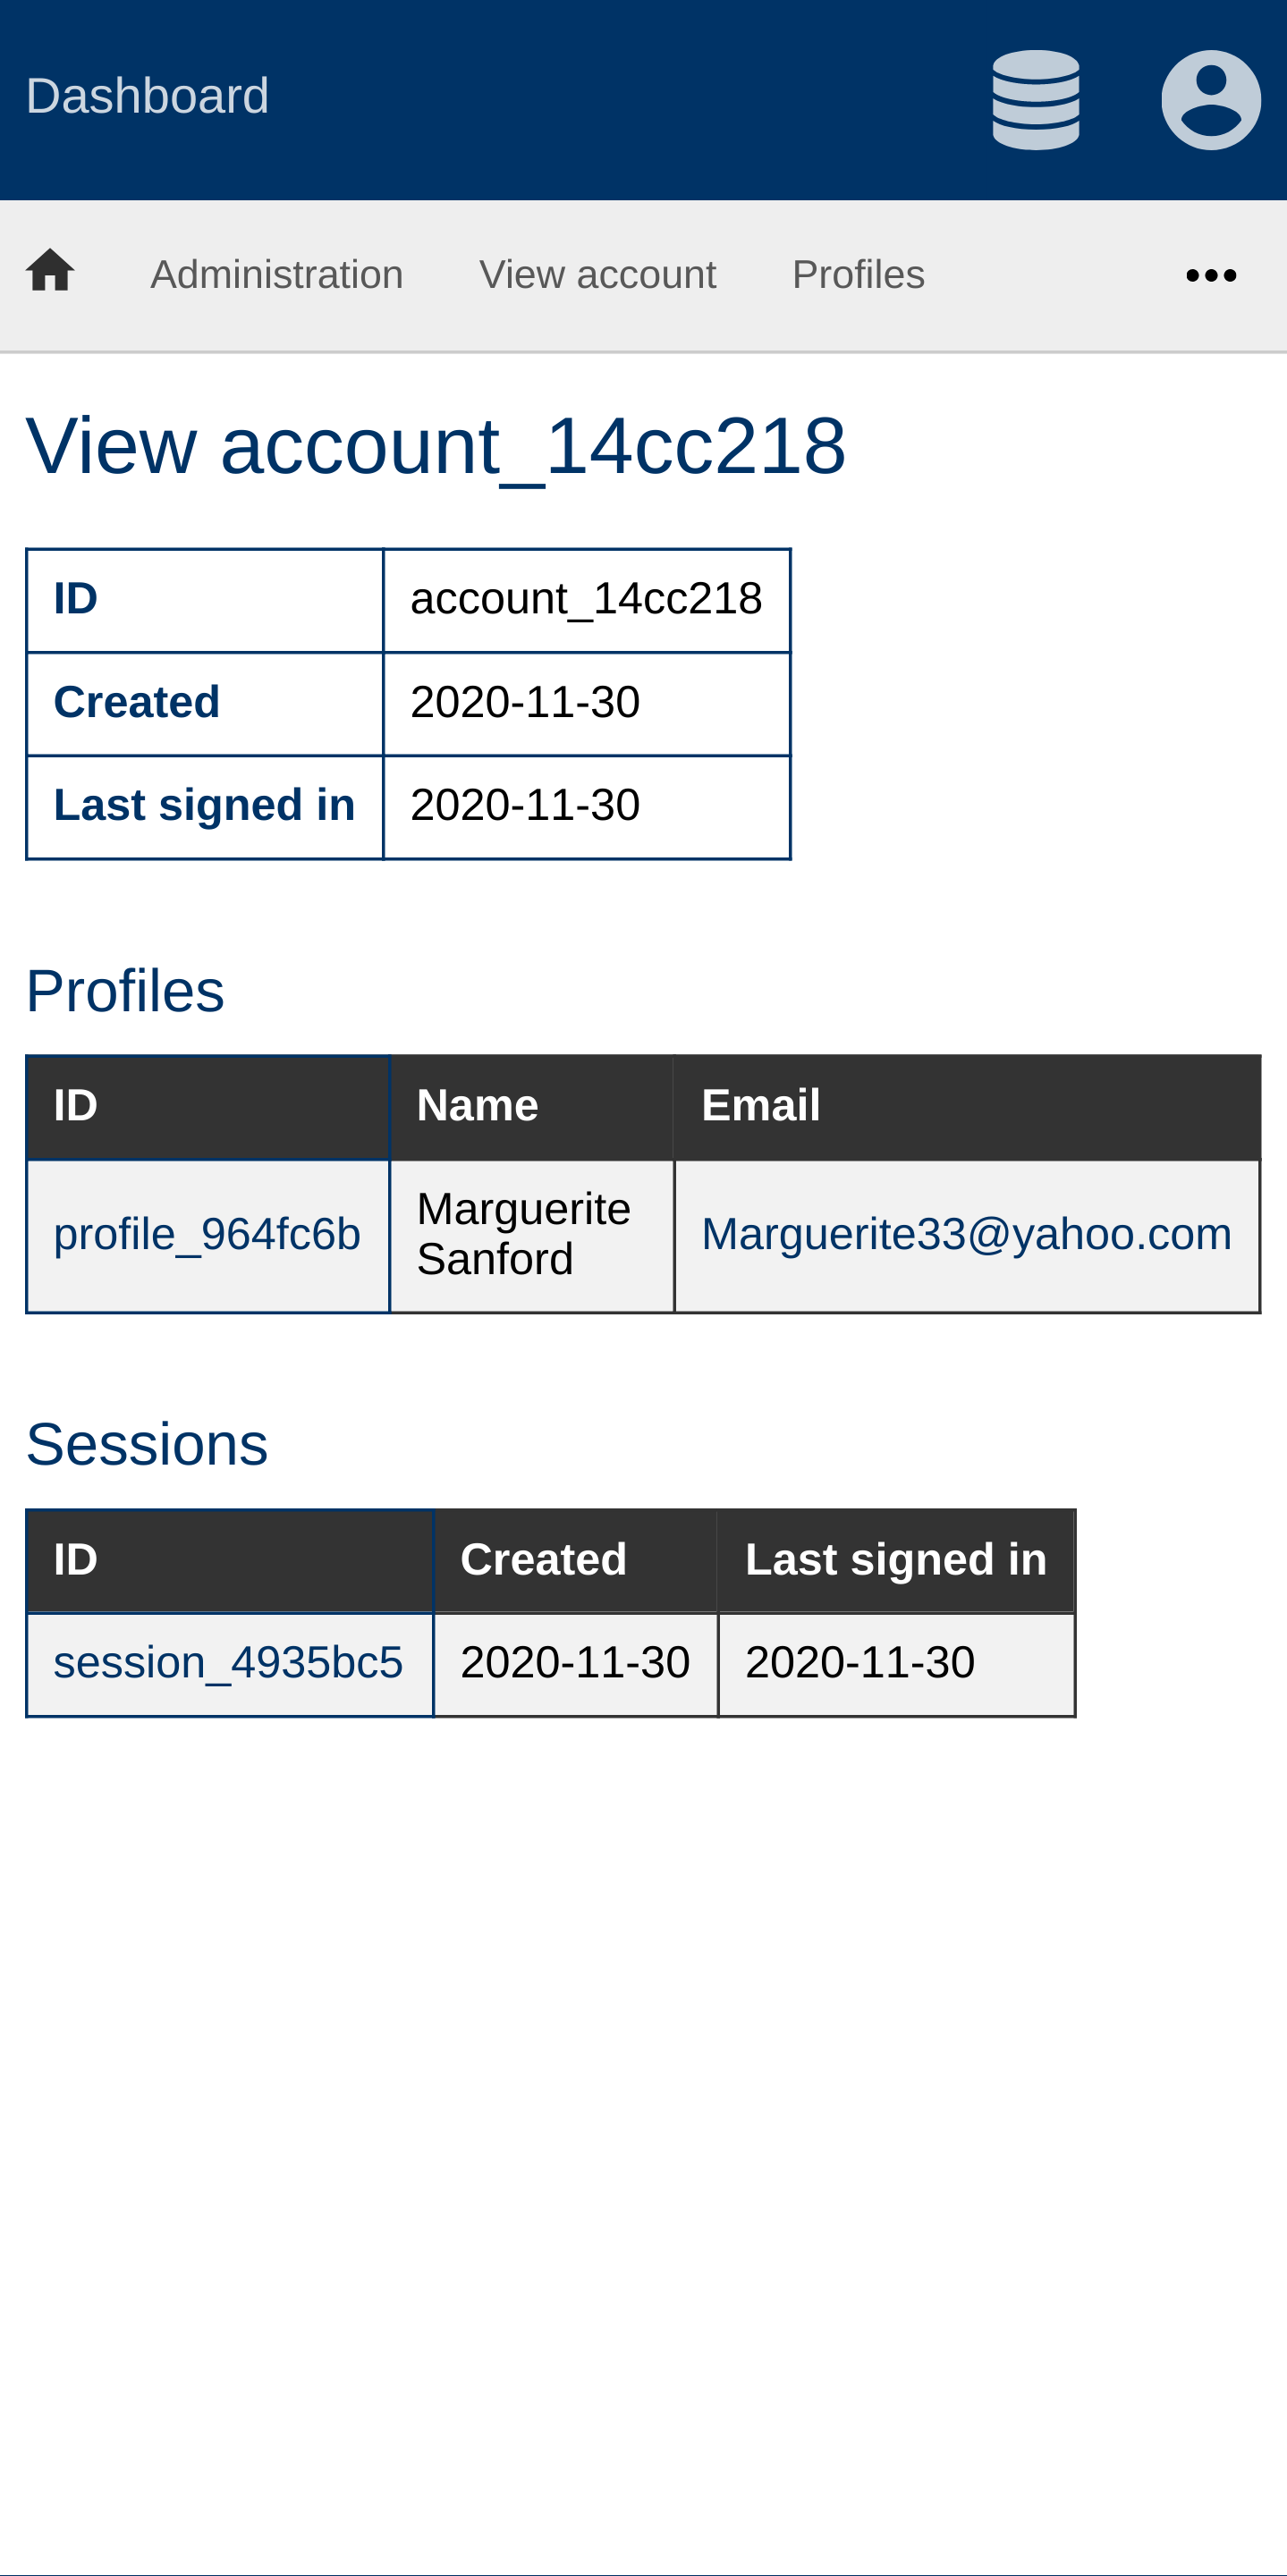 Dashboard
Administration View account Profiles
View account_14cc218
ID account_14cc218
Created 2020-11-30
Last signed in 2020-11-30
Profiles
ID Name Email
profile_964fc6b Marguerite Sanford Marguerite33@yahoo.com
Sessions
ID Created Last signed in
session_4935bc5 2020-11-30 2020-11-30